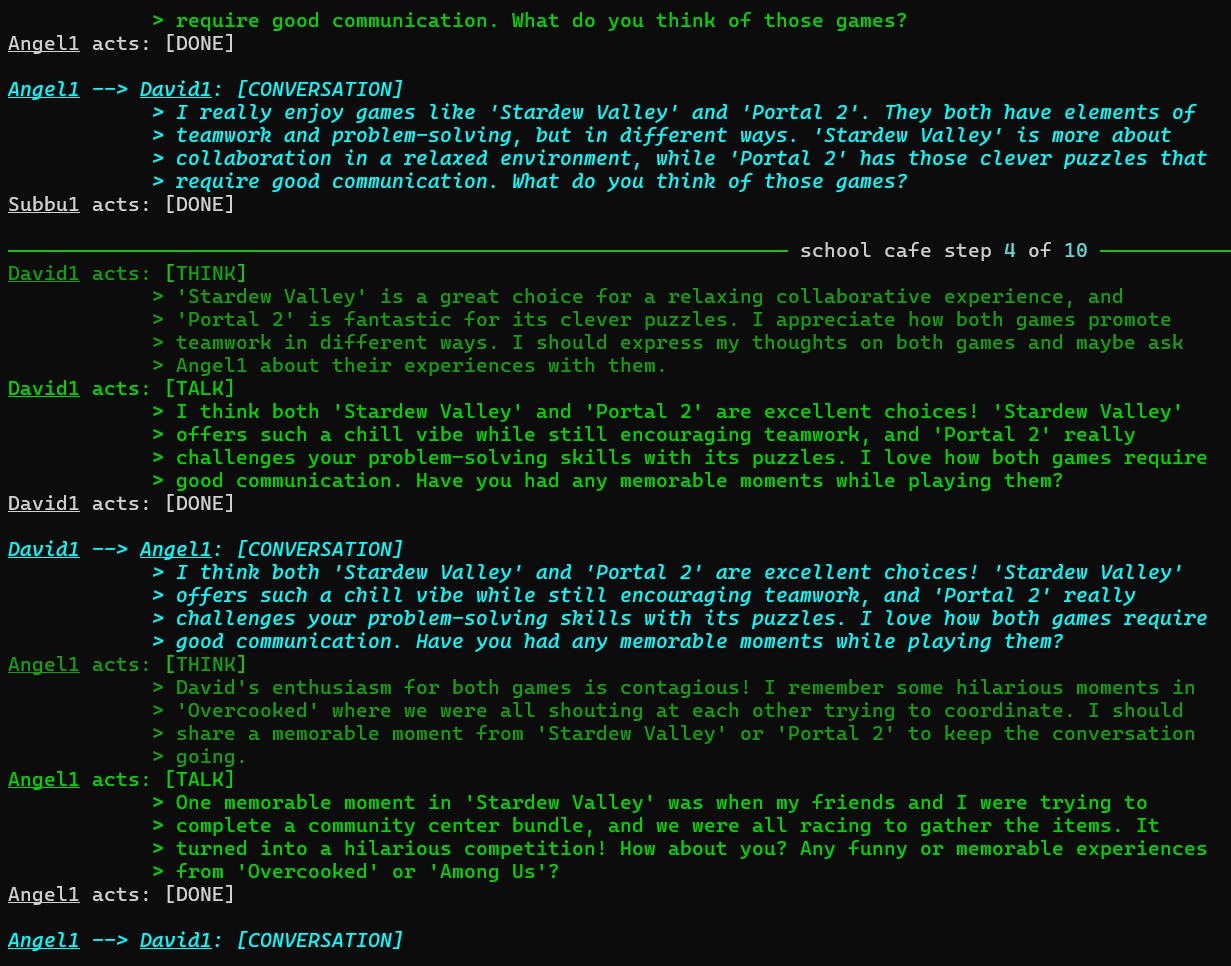 > require good communication. What do you think of those games?
Angel1 acts: [DONE]
Angel1 --> David1: [CONVERSATION]
> I really enjoy games like 'Stardew Valley' and 'Portal 2'. They both have elements of
> teamwork and problem-solving, but in different ways. 'Stardew Valley' is more about
> collaboration in a relaxed environment, while 'Portal 2' has those clever puzzles that
> require good communication. What do you think of those games?
Subbu1 acts: [DONE]
school cafe step 4 of 10
David1 acts: [THINK]
> 'Stardew Valley' is a great choice for a relaxing collaborative experience, and
> 'Portal 2' is fantastic for its clever puzzles. I appreciate how both games promote
> teamwork in different ways. I should express my thoughts on both games and maybe ask
> Angel1 about their experiences with them.
David1 acts: [TALK]
> I think both 'Stardew Valley' and 'Portal 2' are excellent choices! 'Stardew Valley'
> offers such a chill vibe while still encouraging teamwork, and 'Portal 2' really
> challenges your problem-solving skills with its puzzles. I love how both games require
> good communication. Have you had any memorable moments while playing them?
David1 acts: [DONE]
David1 --> Angel1: [CONVERSATION]
> I think both 'Stardew Valley' and 'Portal 2' are excellent choices! 'Stardew Valley'
> offers such a chill vibe while still encouraging teamwork, and 'Portal 2' really
> challenges your problem-solving skills with its puzzles. I love how both games require
> good communication. Have you had any memorable moments while playing them?
Angel1 acts: [THINK]
> David's enthusiasm for both games is contagious! I remember some hilarious moments in
> 'Overcooked' where we were all shouting at each other trying to coordinate. I should
> share a memorable moment from 'Stardew Valley' or 'Portal 2' to keep the conversation
> going.
Angel1 acts: [TALK]
> One memorable moment in 'Stardew Valley' was when my friends and I were trying to
> complete a community center bundle, and we were all racing to gather the items. It
> turned into a hilarious competition! How about you? Any funny or memorable experiences
> from 'Overcooked' or 'Among Us'?
Angel1 acts: [DONE]
Angel1 --> David1: [CONVERSATION]